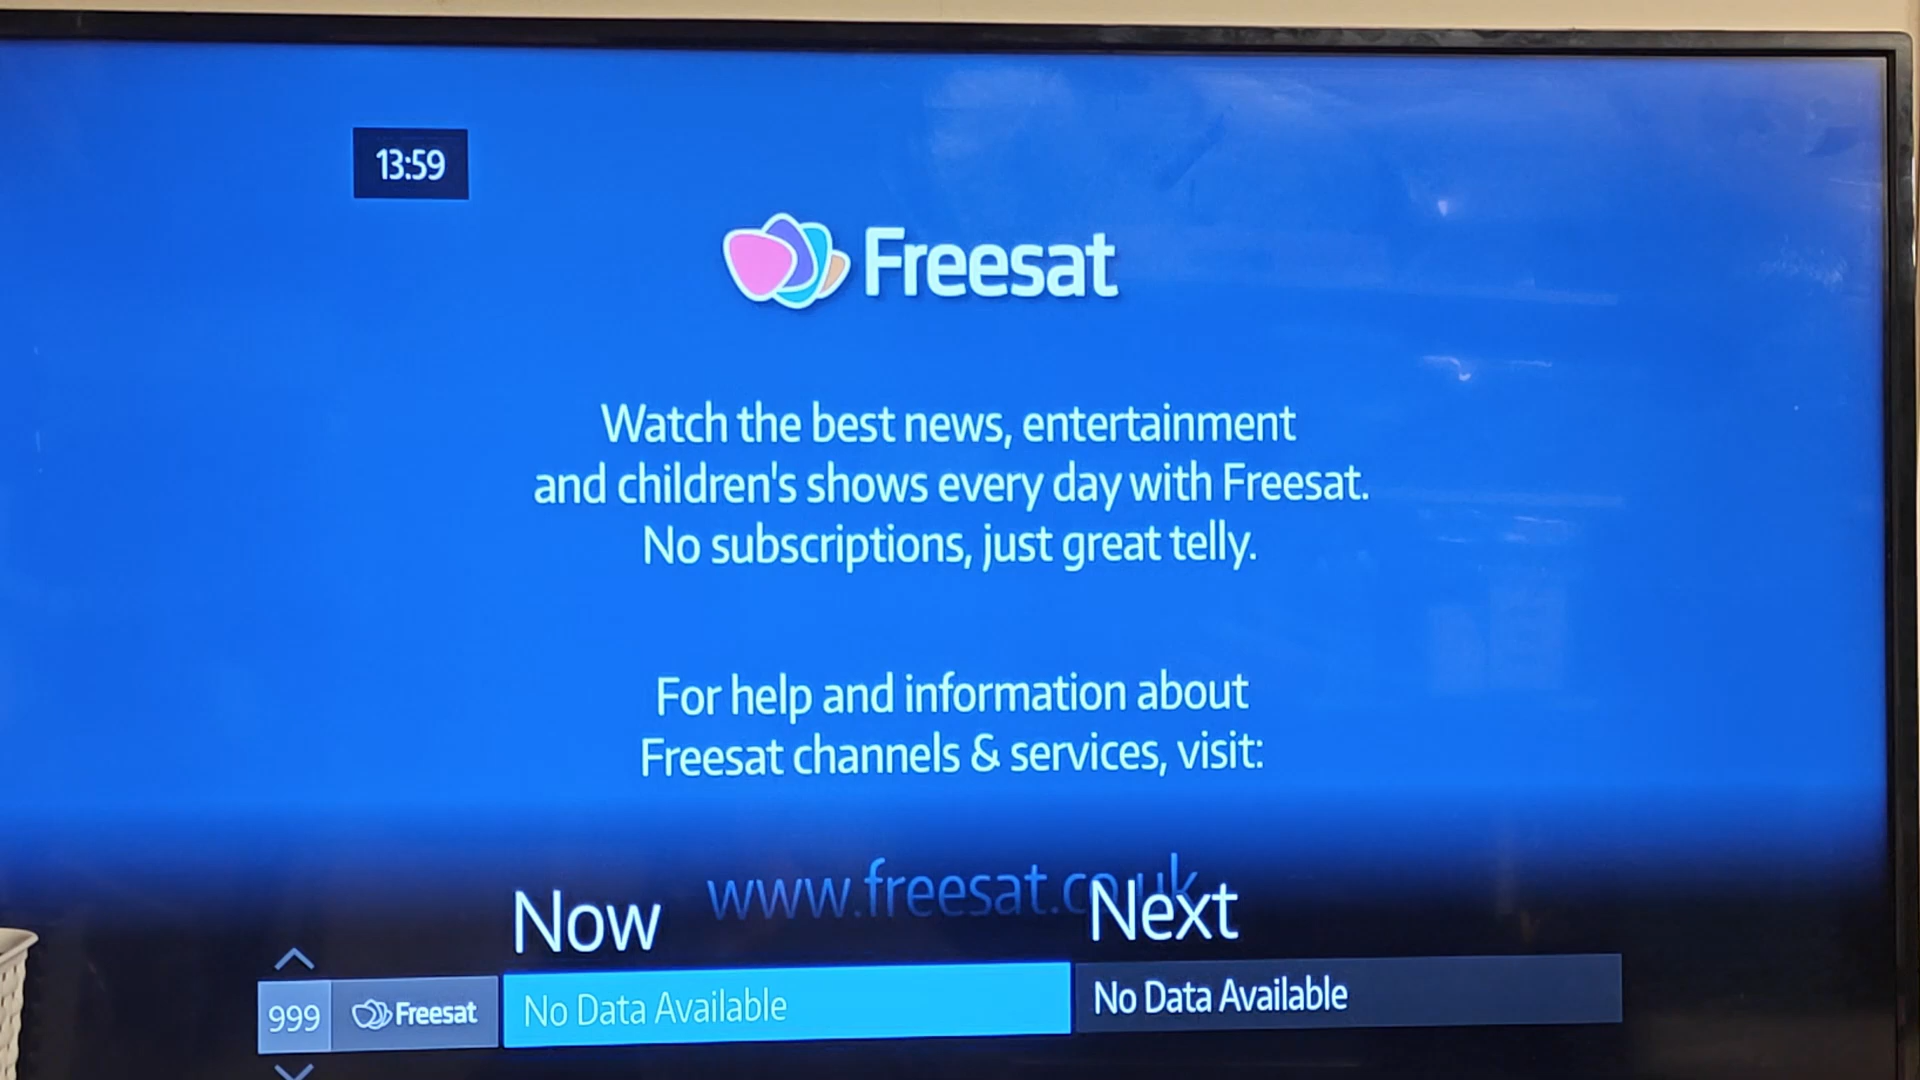 13:59
Freesat
Watch the best news, entertainment
and children's shows every day with Freesat.
No subscriptions, just great telly.
For help and information about
Freesat channels & services, visit:
www.freesat.co.uk
Now
Next
999 Freesat No Data Available No Data Available